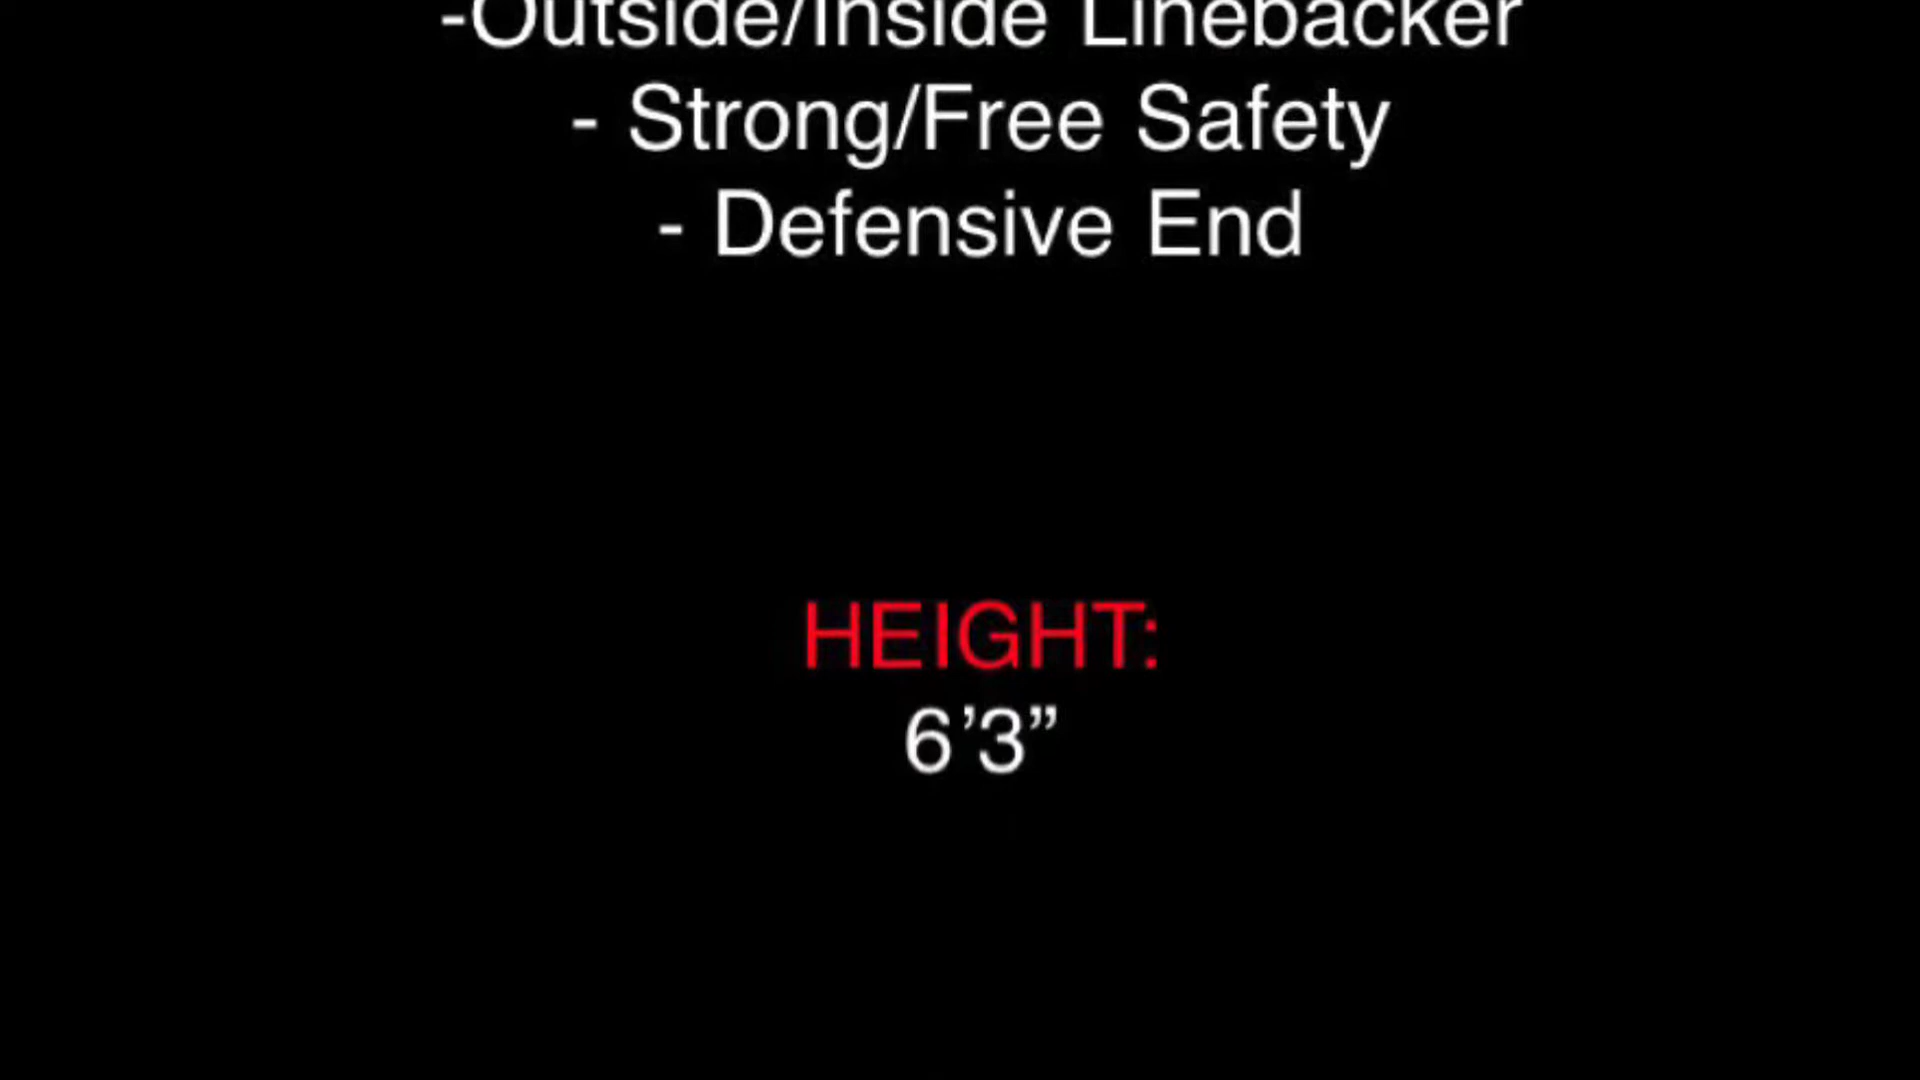 -Outside/Inside Linebacker
- Strong/Free Safety
- Defensive End
HEIGHT:
6’3”